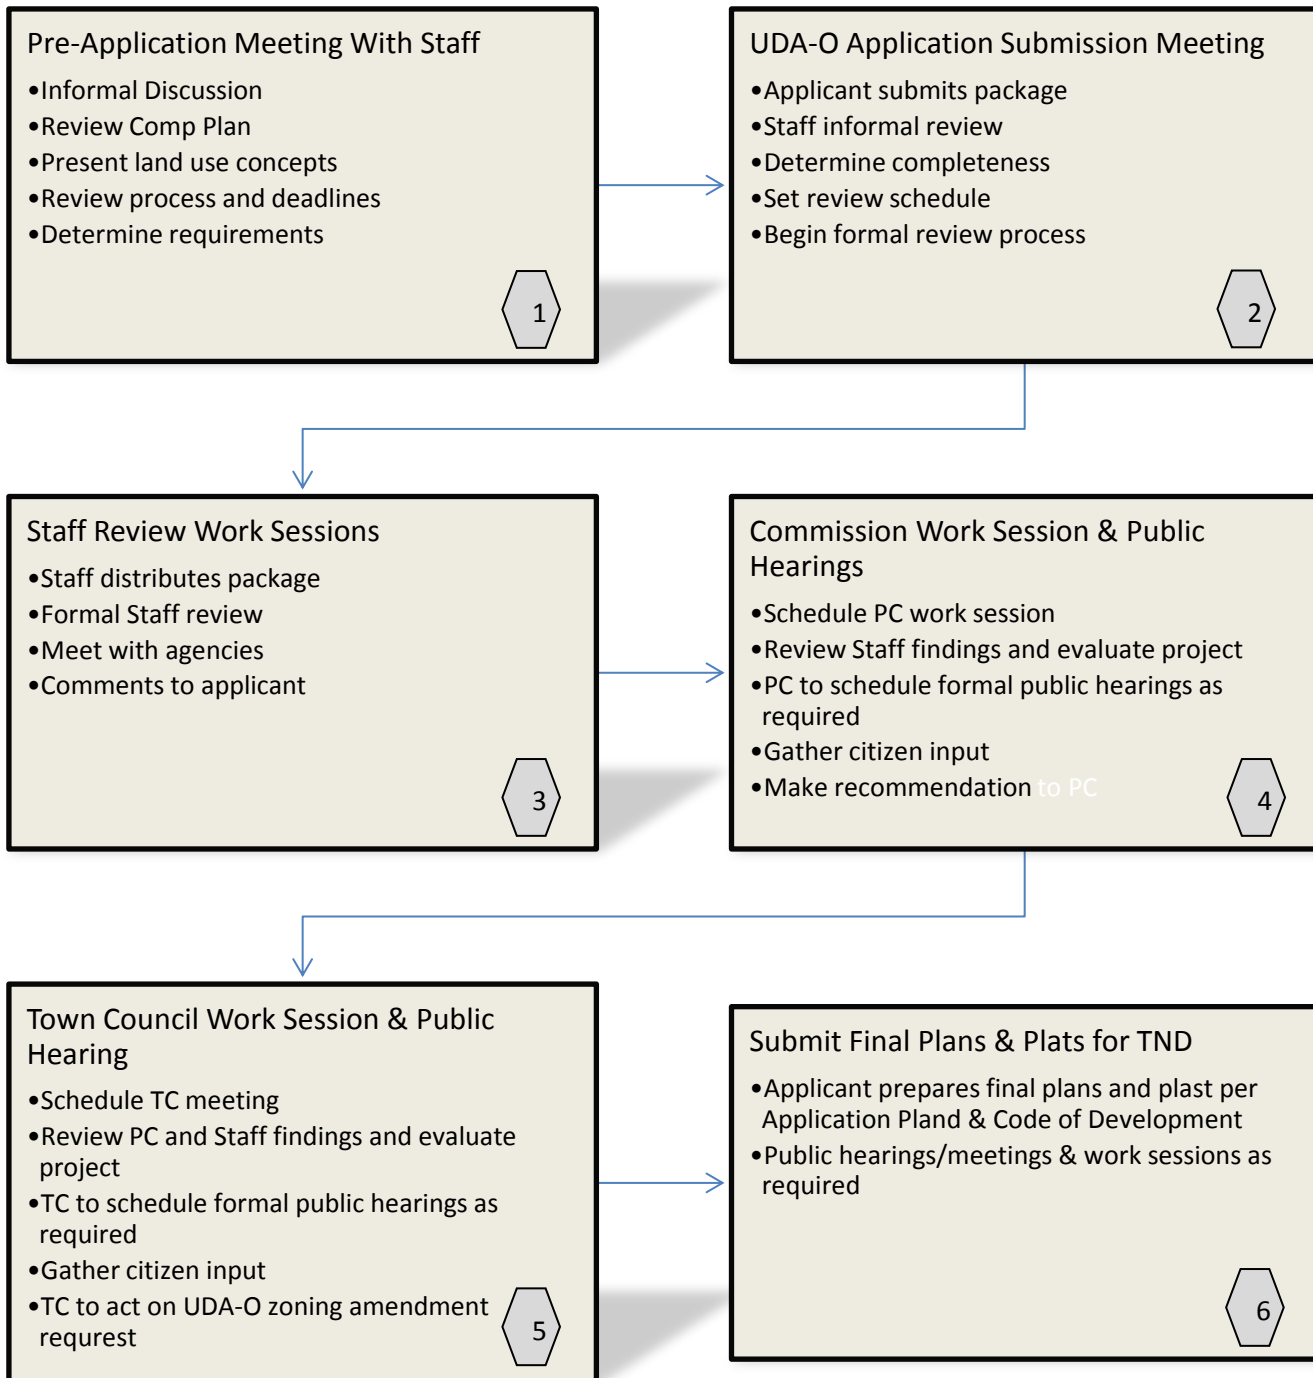 Pre-Application Meeting With Staff
•Informal Discussion
•Review Comp Plan
•Present land use concepts
•Review process and deadlines
•Determine requirements
1
UDA-O Application Submission Meeting
•Applicant submits package
•Staff informal review
•Determine completeness
•Set review schedule
•Begin formal review process
2
Staff Review Work Sessions
•Staff distributes package
•Formal Staff review
•Meet with agencies
•Comments to applicant
3
Commission Work Session & Public
Hearings
•Schedule PC work session
•Review Staff findings and evaluate project
•PC to schedule formal public hearings as
required
•Gather citizen input
•Make recommendation to PC
4
Town Council Work Session & Public
Hearing
•Schedule TC meeting
•Review PC and Staff findings and evaluate
project
•TC to schedule formal public hearings as
required
•Gather citizen input
•TC to act on UDA-O zoning amendment
requrest
5
Submit Final Plans & Plats for TND
•Applicant prepares final plans and plast per
Application Pland & Code of Development
•Public hearings/meetings & work sessions as
required
6